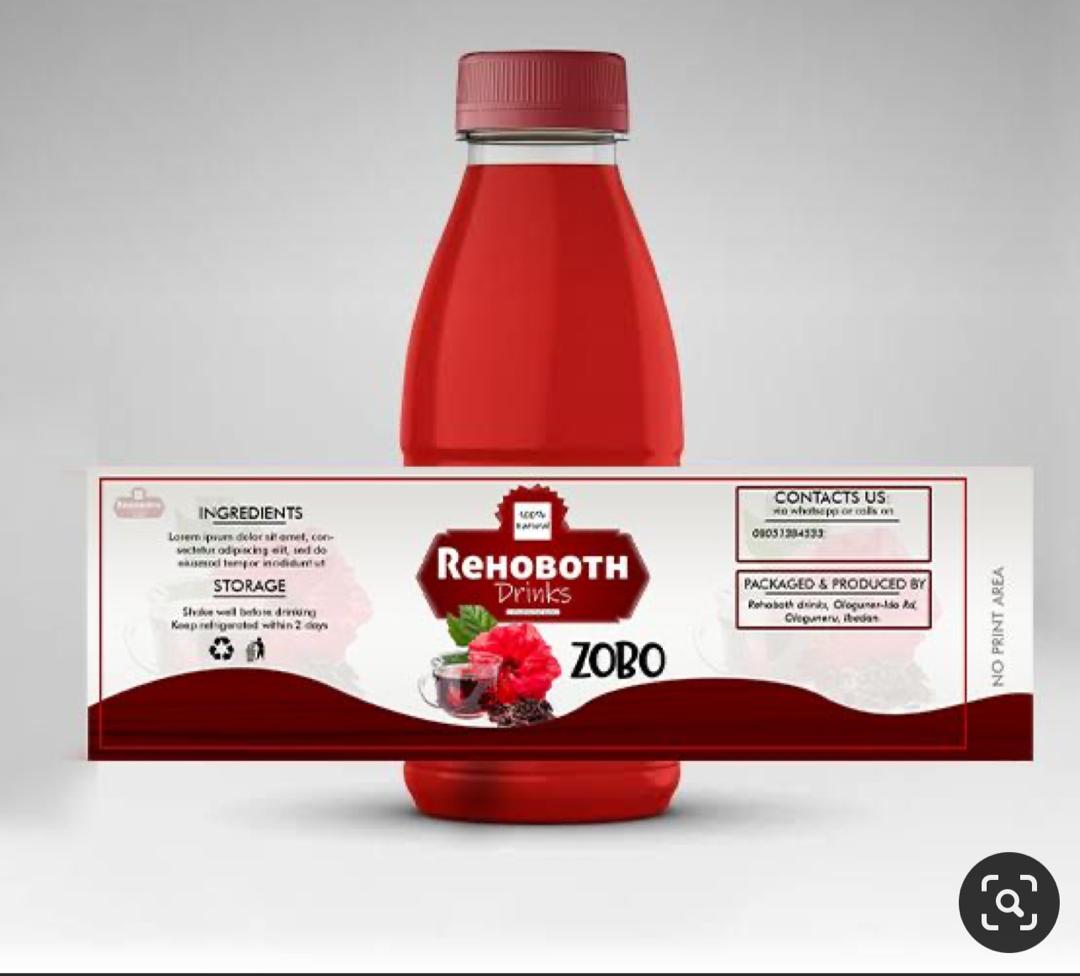 INGREDIENTS
Lorem ipsum dolor sit amet, con-
sectetur adipiscing elit, sed do
eiusmod tempor incididunt ut
STORAGE
Shake well before drinking
Keep refrigerated within 2 days
100%
natural
REHOBOTH
Drinks
ZOBO
CONTACTS US:
via whatsapp or calls on
PACKAGED & PRODUCED BY
Rehoboth drinks, Ologuner-Ido Rd,
Ologuneru, Ibadan.
NO PRINT AREA
Rehoboth